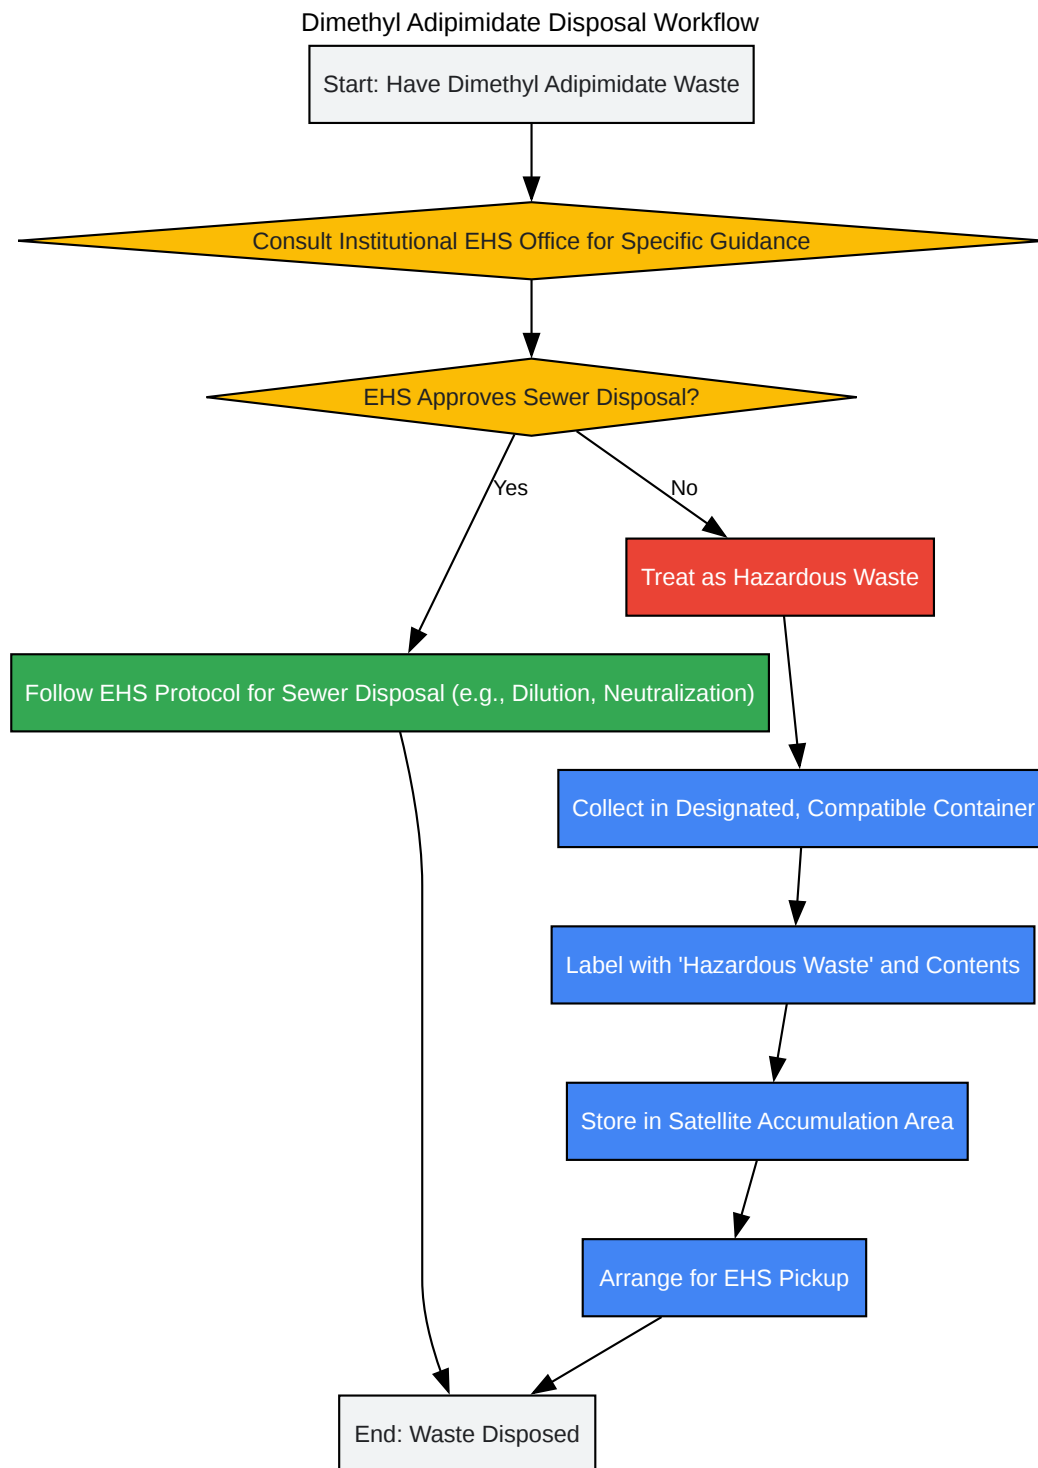 Dimethyl Adipimidate Disposal Workflow
Start: Have Dimethyl Adipimidate Waste
Consult Institutional EHS Office for Specific Guidance
EHS Approves Sewer Disposal?
Yes
No
Treat as Hazardous Waste
Follow EHS Protocol for Sewer Disposal (e.g., Dilution, Neutralization)
Collect in Designated, Compatible Container
Label with 'Hazardous Waste' and Contents
Store in Satellite Accumulation Area
Arrange for EHS Pickup
End: Waste Disposed